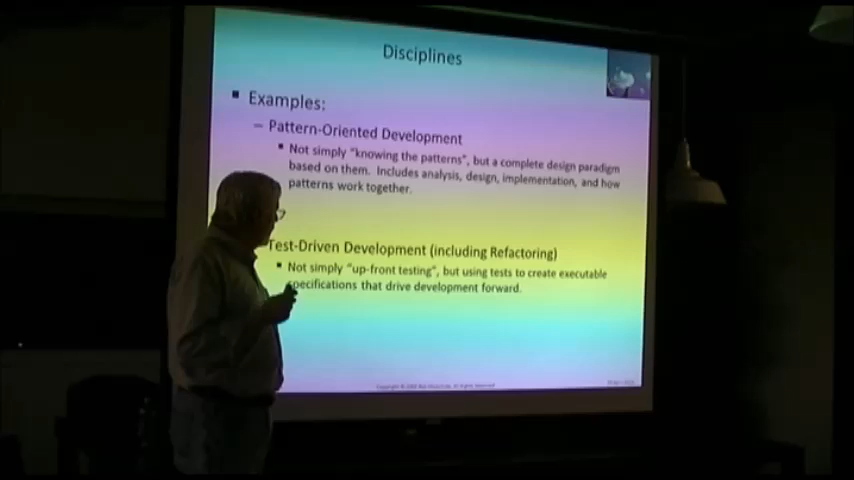 Disciplines
▪ Examples:
– Pattern-Oriented Development
▪ Not simply "knowing the patterns", but a complete design paradigm
based on them. Includes analysis, design, implementation, and how
patterns work together.
Test-Driven Development (including Refactoring)
▪ Not simply "up-front testing", but using tests to create executable
specifications that drive development forward.